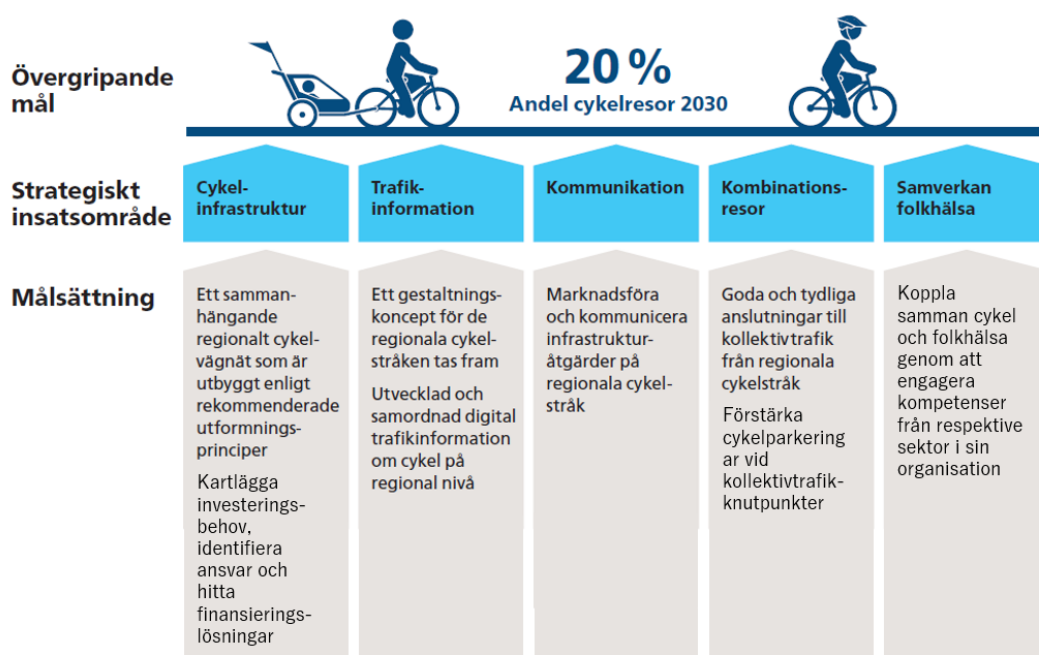 Övergripande
mål
20 %
Andel cykelresor 2030
Strategiskt
insatsområde
Cykel-
infrastruktur
Trafik-
information
Kommunikation
Kombinations-
resor
Samverkan
folkhälsa
Målsättning
Ett samman-
hängande
regionalt cykel-
vägnät som är
utbyggt enligt
rekommenderade
utformnings-
principer
Kartlägga
investerings-
behov,
identifiera
ansvar och
hitta
finansierings-
lösningar
Ett gestaltnings-
koncept för de
regionala cykel-
stråken tas fram
Utvecklad och
samordnad digital
trafikinformation
om cykel på
regional nivå
Marknadsföra
och kommunicera
infrastruktur-
åtgärder på
regionala cykel-
stråk
Goda och tydliga
anslutningar till
kollektivtrafik
från regionala
cykelstråk
Förstärka
cykelparkering
ar vid
kollektivtrafik-
knutpunkter
Koppla
samman cykel
och folkhälsa
genom att
engagera
kompetenser
från respektive
sektor i sin
organisation